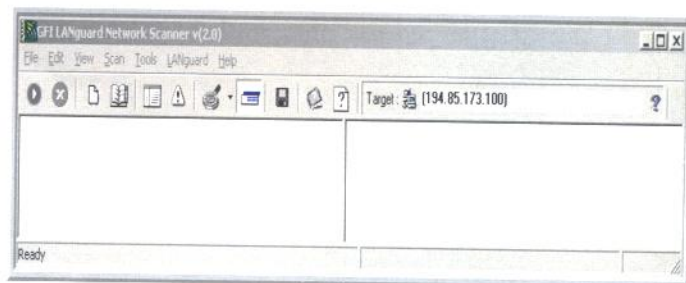 GFI LANguard Network Scanner v(2.0)
File Edit View Scan Tools LANguard Help
Target: (194.85.173.100)
Ready